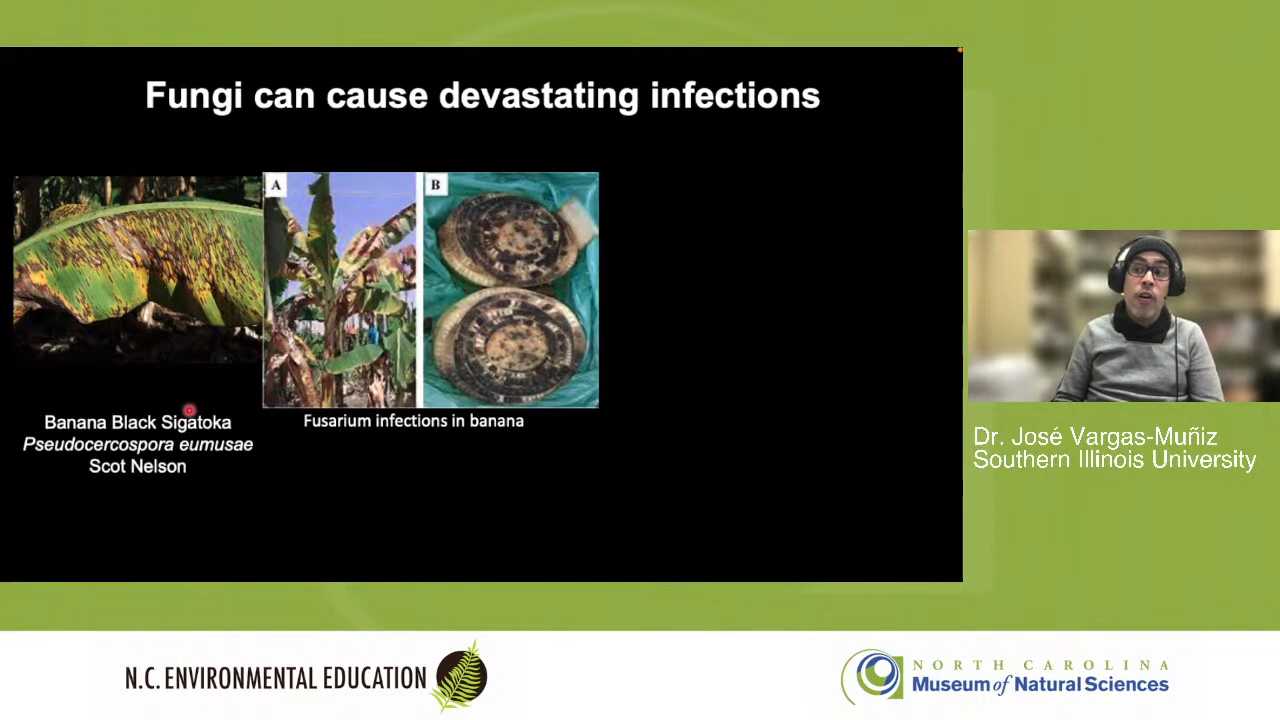 Fungi can cause devastating infections
A
B
Banana Black Sigatoka
Pseudocercospora eumusae
Scot Nelson
Fusarium infections in banana
Dr. José Vargas-Muñiz
Southern Illinois University
N.C. ENVIRONMENTAL EDUCATION
NORTH CAROLINA
Museum of Natural Sciences